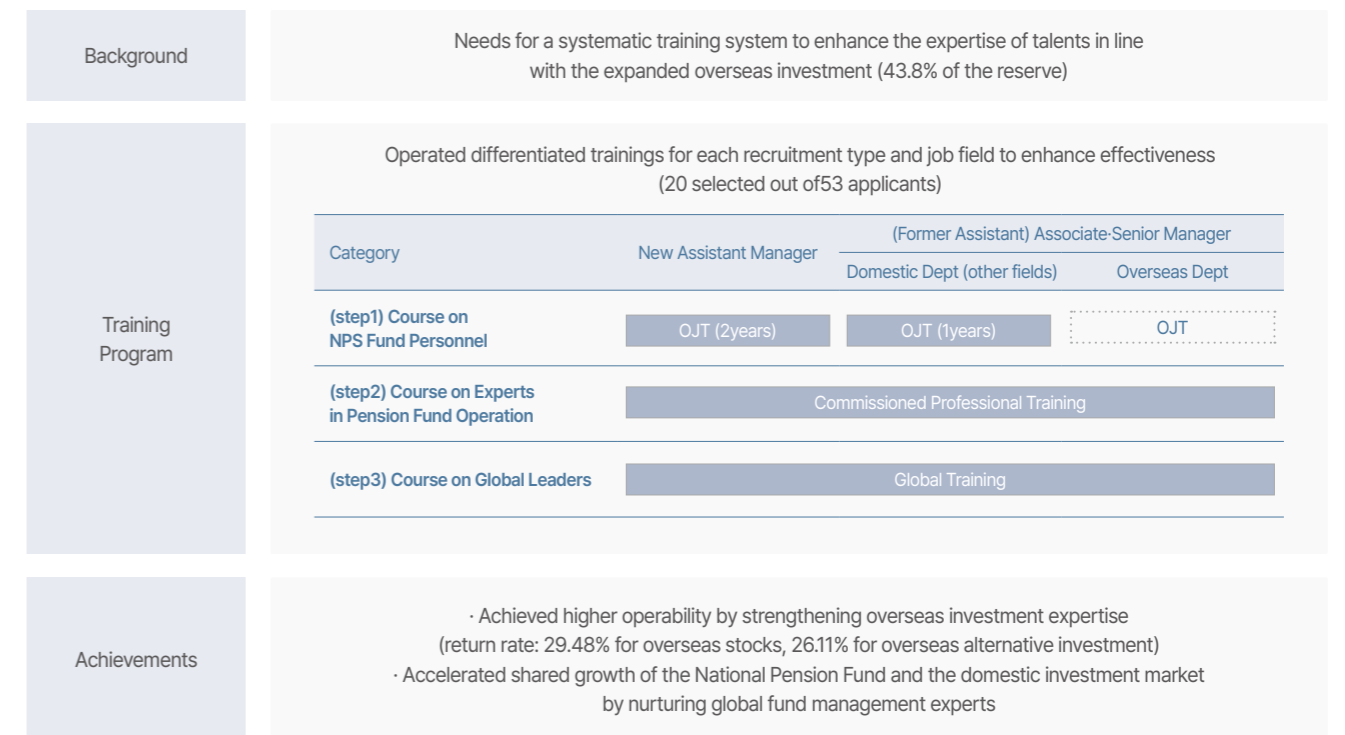 Background
Needs for a systematic training system to enhance the expertise of talents in line
with the expanded overseas investment (43.8% of the reserve)
Training
Program
Operated differentiated trainings for each recruitment type and job field to enhance effectiveness
(20 selected out of53 applicants)
Category
New Assistant Manager
(Former Assistant) Associate·Senior Manager
Domestic Dept (other fields)
Overseas Dept
(step1) Course on
NPS Fund Personnel
OJT (2years)
OJT (1years)
OJT
(step2) Course on Experts
in Pension Fund Operation
Commissioned Professional Training
(step3) Course on Global Leaders
Global Training
Achievements
· Achieved higher operability by strengthening overseas investment expertise
(return rate: 29.48% for overseas stocks, 26.11% for overseas alternative investment)
· Accelerated shared growth of the National Pension Fund and the domestic investment market
by nurturing global fund management experts